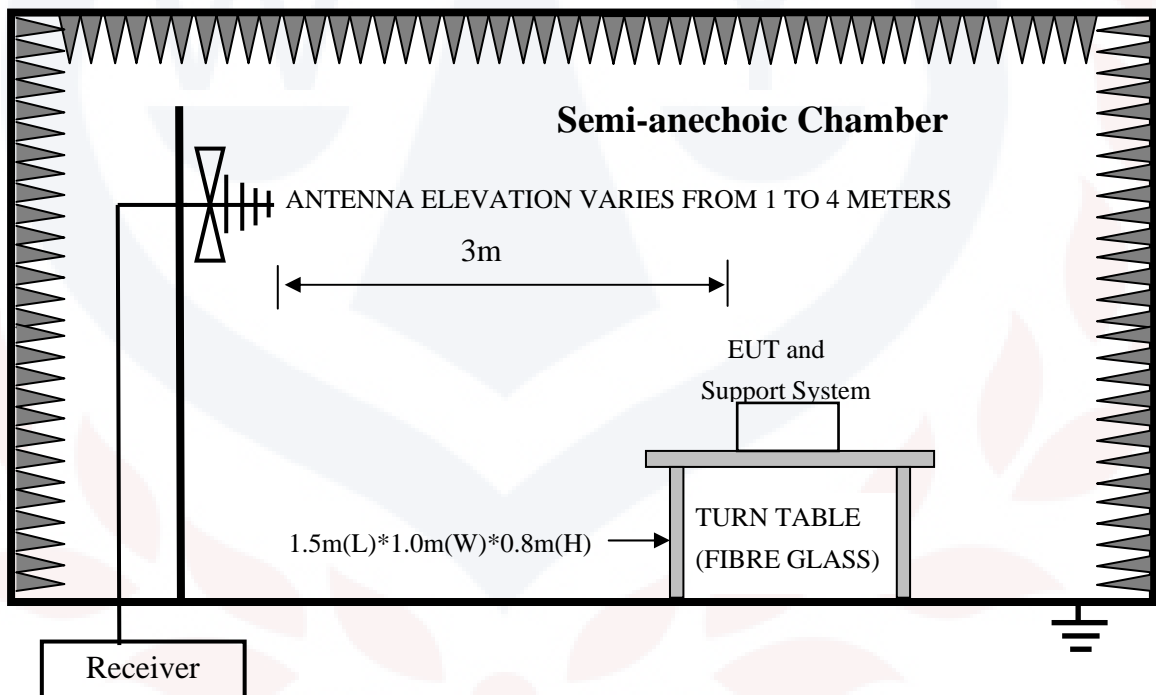 Semi-anechoic Chamber
ANTENNA ELEVATION VARIES FROM 1 TO 4 METERS
3m
EUT and
Support System
1.5m(L)*1.0m(W)*0.8m(H)
TURN TABLE
(FIBRE GLASS)
Receiver